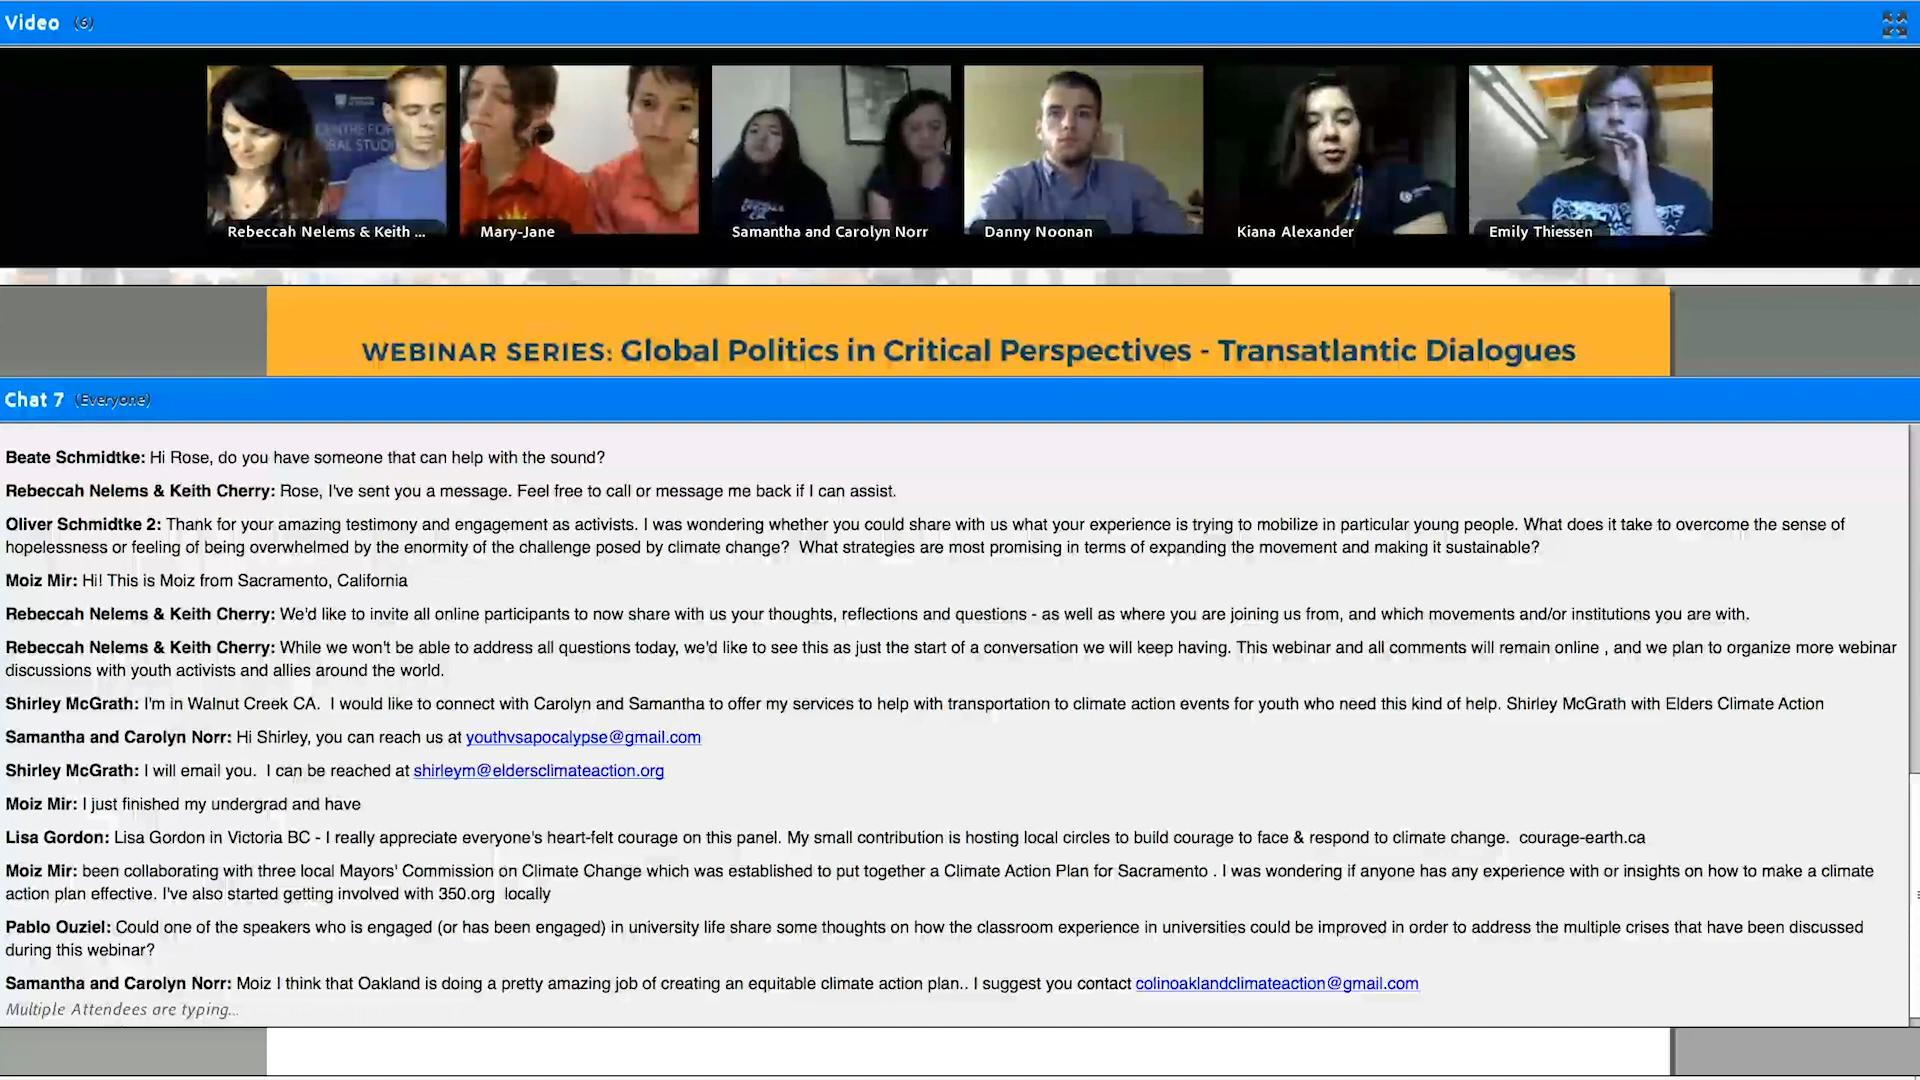 Video (6)
CENTRE FOR
BAL STUDI
Rebeccah Nelems & Keith ...
Mary-Jane
Samantha and Carolyn Norr
Danny Noonan
Kiana Alexander
Emily Thiessen
WEBINAR SERIES: Global Politics in Critical Perspectives - Transatlantic Dialogues
Chat 7 (Everyone)
Beate Schmidtke: Hi Rose, do you have someone that can help with the sound?
Rebeccah Nelems & Keith Cherry: Rose, I've sent you a message. Feel free to call or message me back if I can assist.
Oliver Schmidtke 2: Thank for your amazing testimony and engagement as activists. I was wondering whether you could share with us what your experience is trying to mobilize in particular young people. What does it take to overcome the sense of
hopelessness or feeling of being overwhelmed by the enormity of the challenge posed by climate change?  What strategies are most promising in terms of expanding the movement and making it sustainable?
Moiz Mir: Hi! This is Moiz from Sacramento, California
Rebeccah Nelems & Keith Cherry: We'd like to invite all online participants to now share with us your thoughts, reflections and questions - as well as where you are joining us from, and which movements and/or institutions you are with.
Rebeccah Nelems & Keith Cherry: While we won't be able to address all questions today, we'd like to see this as just the start of a conversation we will keep having. This webinar and all comments will remain online , and we plan to organize more webinar
discussions with youth activists and allies around the world.
Shirley McGrath: I'm in Walnut Creek CA.  I would like to connect with Carolyn and Samantha to offer my services to help with transportation to climate action events for youth who need this kind of help. Shirley McGrath with Elders Climate Action
Samantha and Carolyn Norr: Hi Shirley, you can reach us at youthvsapocalypse@gmail.com
Shirley McGrath: I will email you.  I can be reached at shirleym@eldersclimateaction.org
Moiz Mir: I just finished my undergrad and have
Lisa Gordon: Lisa Gordon in Victoria BC - I really appreciate everyone's heart-felt courage on this panel. My small contribution is hosting local circles to build courage to face & respond to climate change.  courage-earth.ca
Moiz Mir: been collaborating with three local Mayors' Commission on Climate Change which was established to put together a Climate Action Plan for Sacramento . I was wondering if anyone has any experience with or insights on how to make a climate
action plan effective. I've also started getting involved with 350.org  locally
Pablo Ouziel: Could one of the speakers who is engaged (or has been engaged) in university life share some thoughts on how the classroom experience in universities could be improved in order to address the multiple crises that have been discussed
during this webinar?
Samantha and Carolyn Norr: Moiz I think that Oakland is doing a pretty amazing job of creating an equitable climate action plan.. I suggest you contact colinoaklandclimateaction@gmail.com
Multiple Attendees are typing...